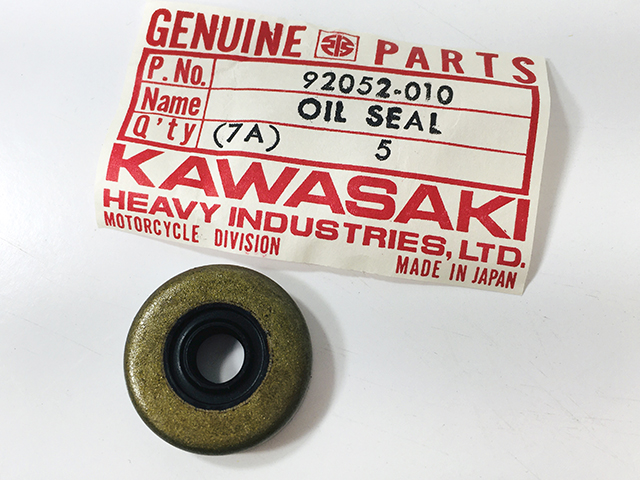 GENUINE PARTS
P. No. 92052-010
Name OIL SEAL
Q'ty (7A) 5
KAWASAKI
HEAVY INDUSTRIES, LTD.
MOTORCYCLE DIVISION
MADE IN JAPAN